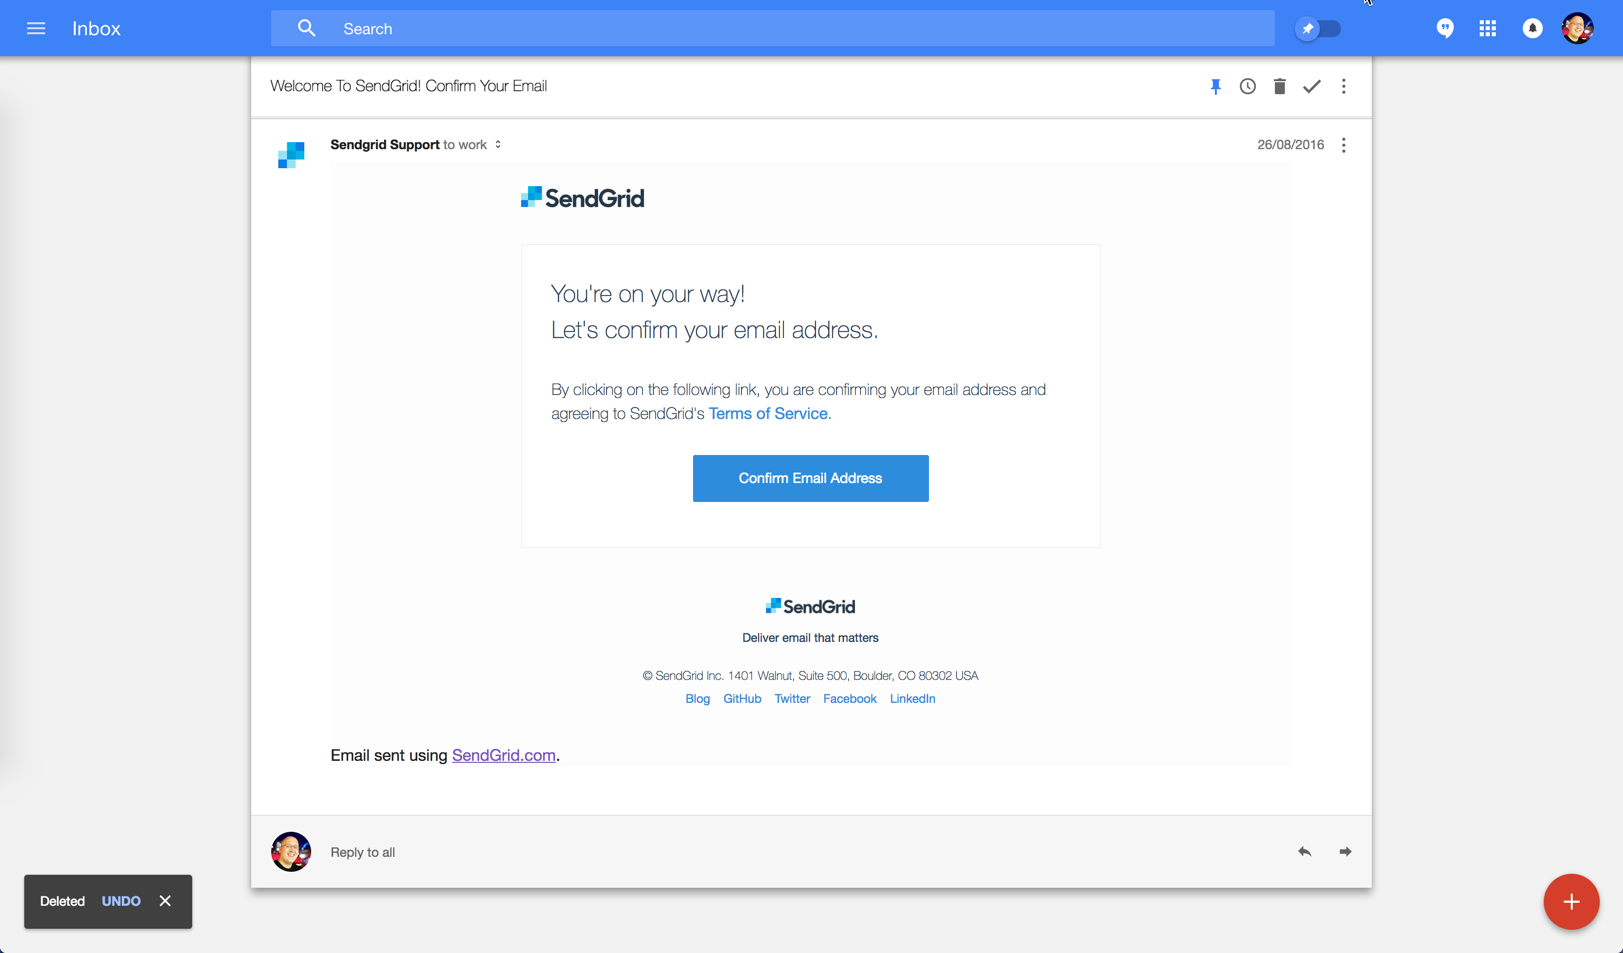 Inbox
Search
Welcome To SendGrid! Confirm Your Email
Sendgrid Support to work
26/08/2016
SendGrid
You're on your way!
Let's confirm your email address.
By clicking on the following link, you are confirming your email address and
agreeing to SendGrid's Terms of Service.
Confirm Email Address
SendGrid
Deliver email that matters
© SendGrid Inc. 1401 Walnut, Suite 500, Boulder, CO 80302 USA
Blog GitHub Twitter Facebook LinkedIn
Email sent using SendGrid.com.
Reply to all
Deleted UNDO